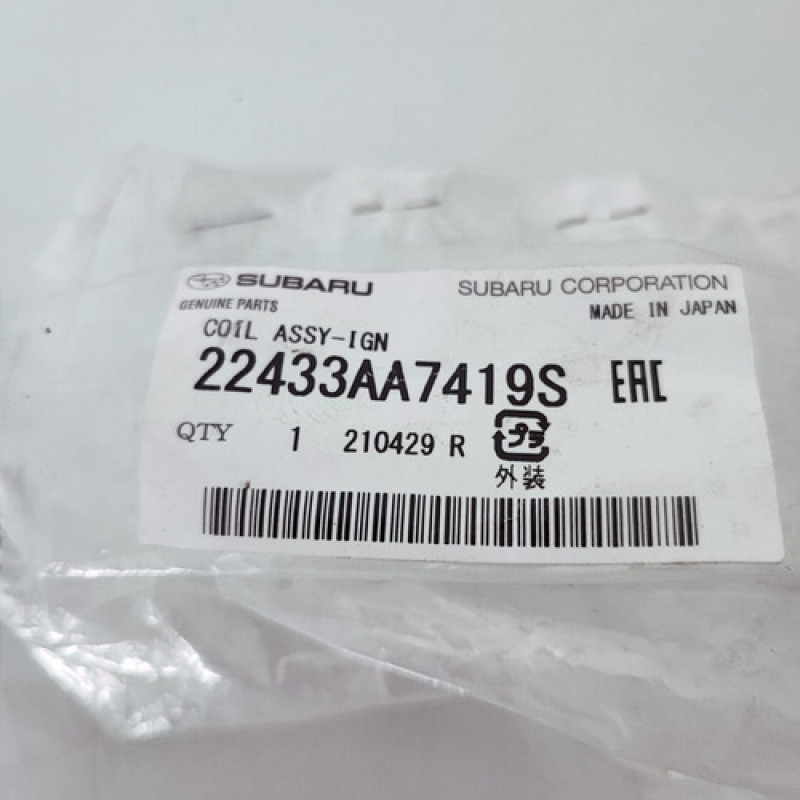 SUBARU SUBARU CORPORATION
GENUINE PARTS MADE IN JAPAN
COIL ASSY-IGN
22433AA7419S EAC
QTY 1 210429 R プラ
外装